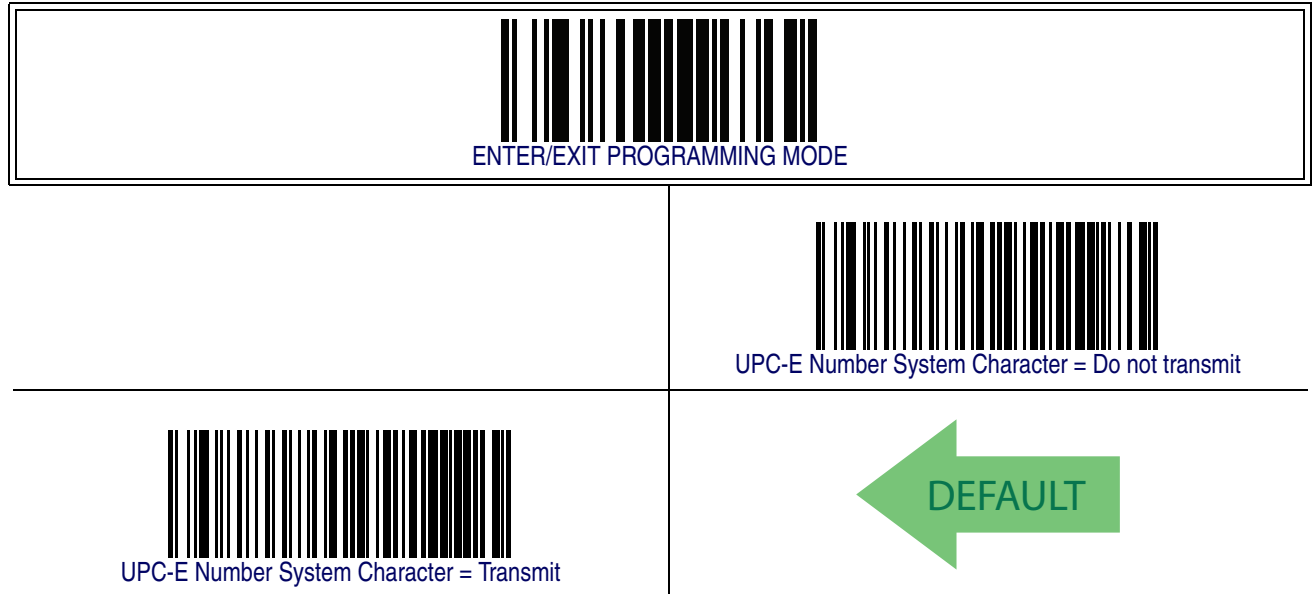 ENTER/EXIT PROGRAMMING MODE
UPC-E Number System Character = Do not transmit
UPC-E Number System Character = Transmit
DEFAULT